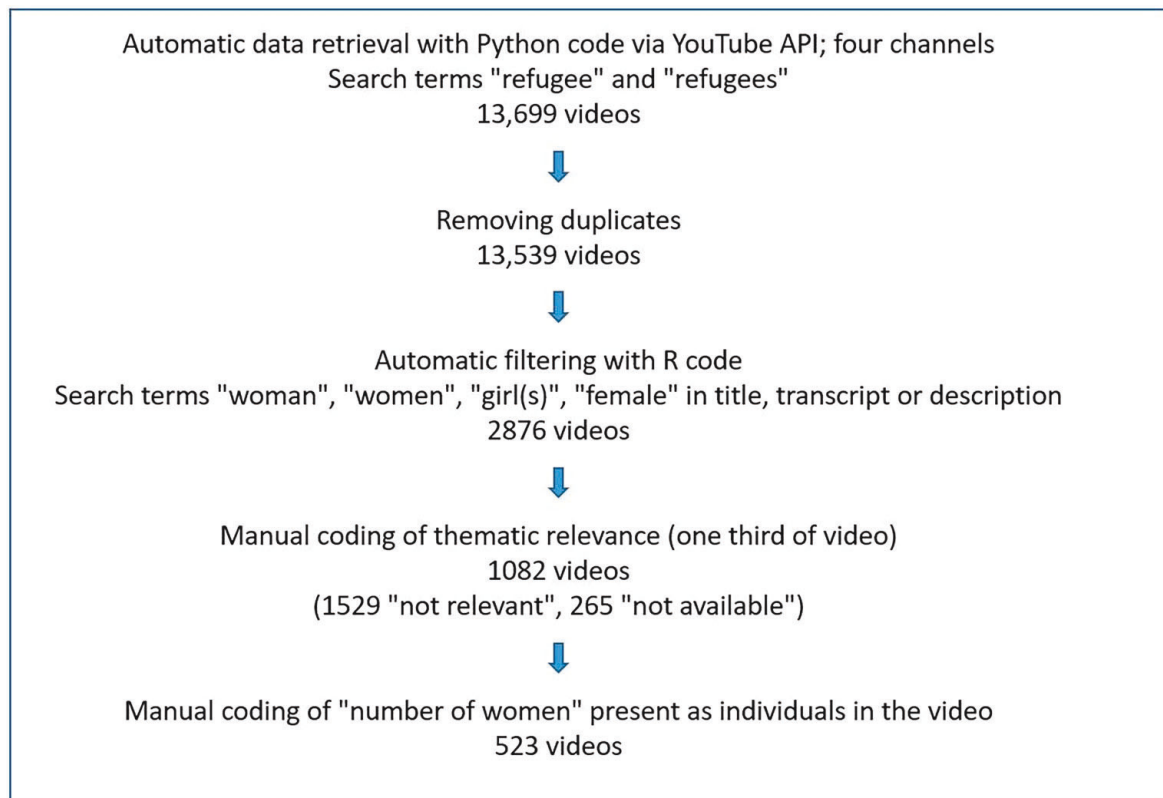 Automatic data retrieval with Python code via YouTube API; four channels
Search terms "refugee" and "refugees"
13,699 videos
Removing duplicates
13,539 videos
Automatic filtering with R code
Search terms "woman", "women", "girl(s)", "female" in title, transcript or description
2876 videos
Manual coding of thematic relevance (one third of video)
1082 videos
(1529 "not relevant", 265 "not available")
Manual coding of "number of women" present as individuals in the video
523 videos